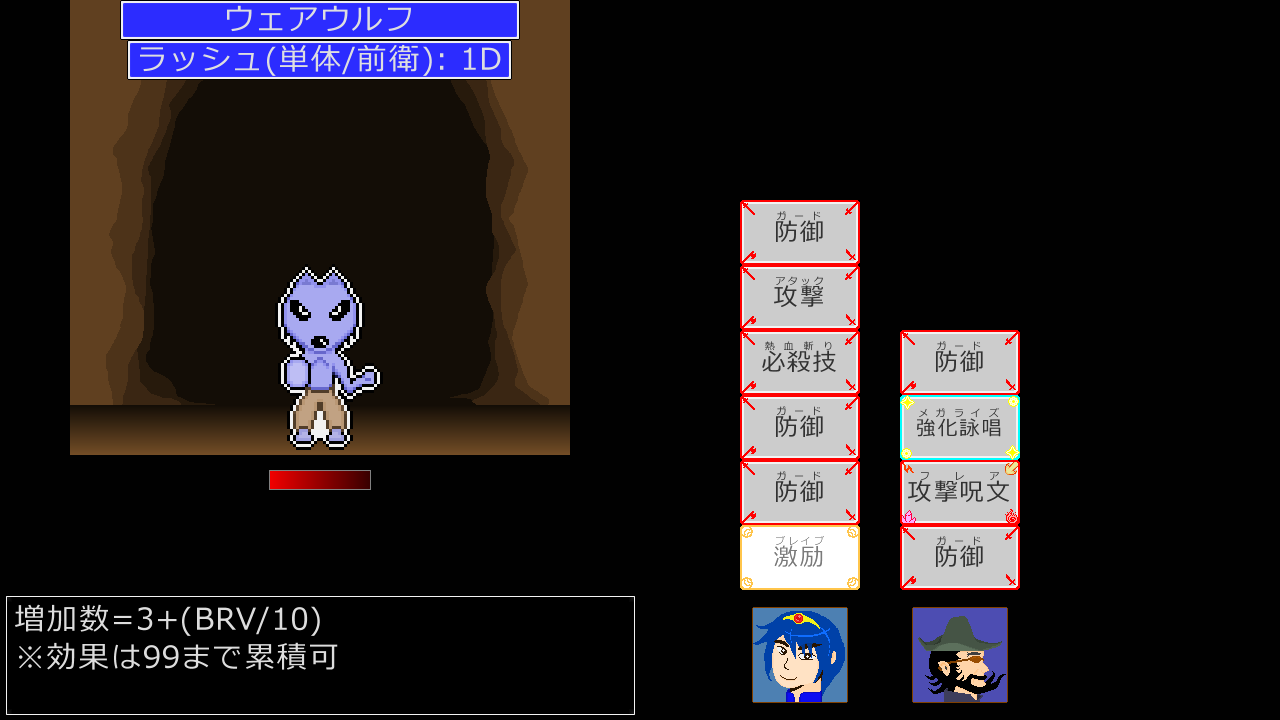 ウェアウルフ
ラッシュ(単体/前衛): 1D
ガード
防御
アタック
攻撃
熱血斬り
必殺技
ガード
防御
ガード
防御
ブレイブ
激励
ガード
防御
メガライズ
強化詠唱
フレア
攻撃呪文
ガード
防御
増加数=3+(BRV/10)
※効果は99まで累積可